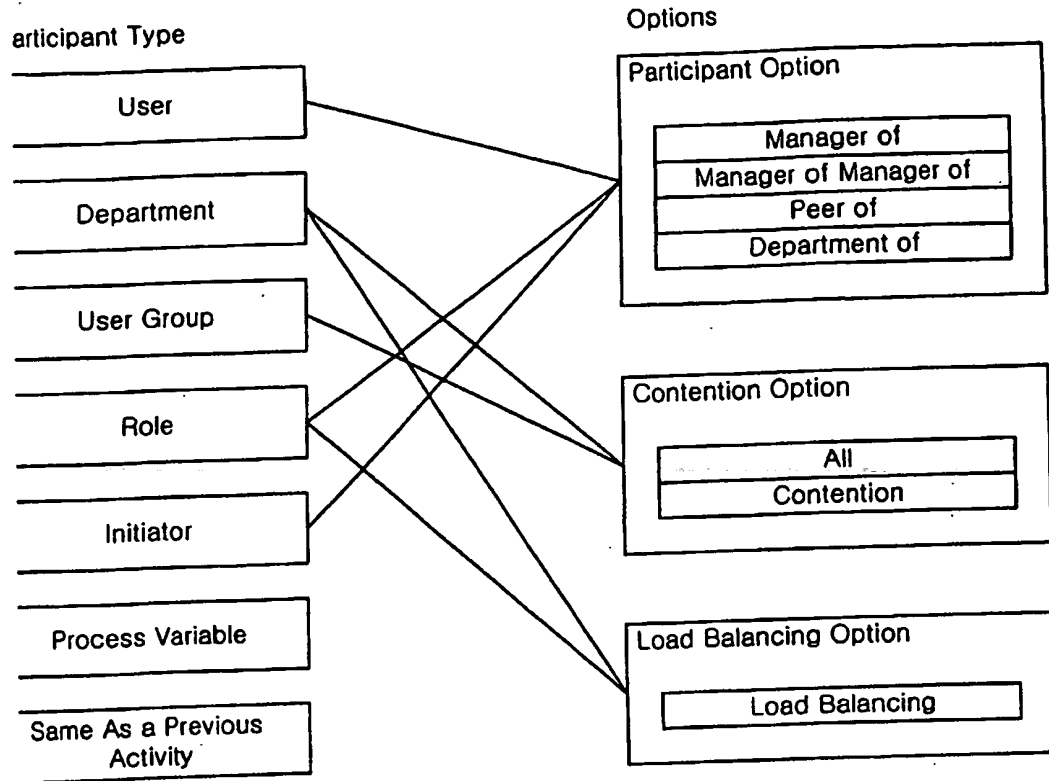 articipant Type
User
Department
User Group
Role
Initiator
Process Variable
Same As a Previous
Activity
Options
Participant Option
Manager of
Manager of Manager of
Peer of
Department of
Contention Option
All
Contention
Load Balancing Option
Load Balancing